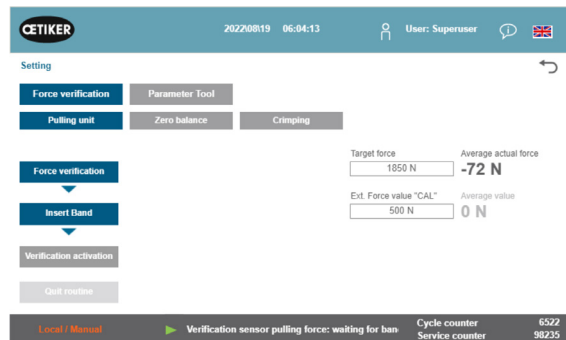 OETIKER
2022\08\19 06:04:13
User: Superuser
Setting
Force verification Parameter Tool
Pulling unit Zero balance Crimping
Target force Average actual force
1850 N -72 N
Force verification
Ext. Force value "CAL" Average value
500 N 0 N
Insert Band
Verification activation
Quit routine
Local / Manual Verification sensor pulling force: waiting for ban
Cycle counter 6522
Service counter 98235